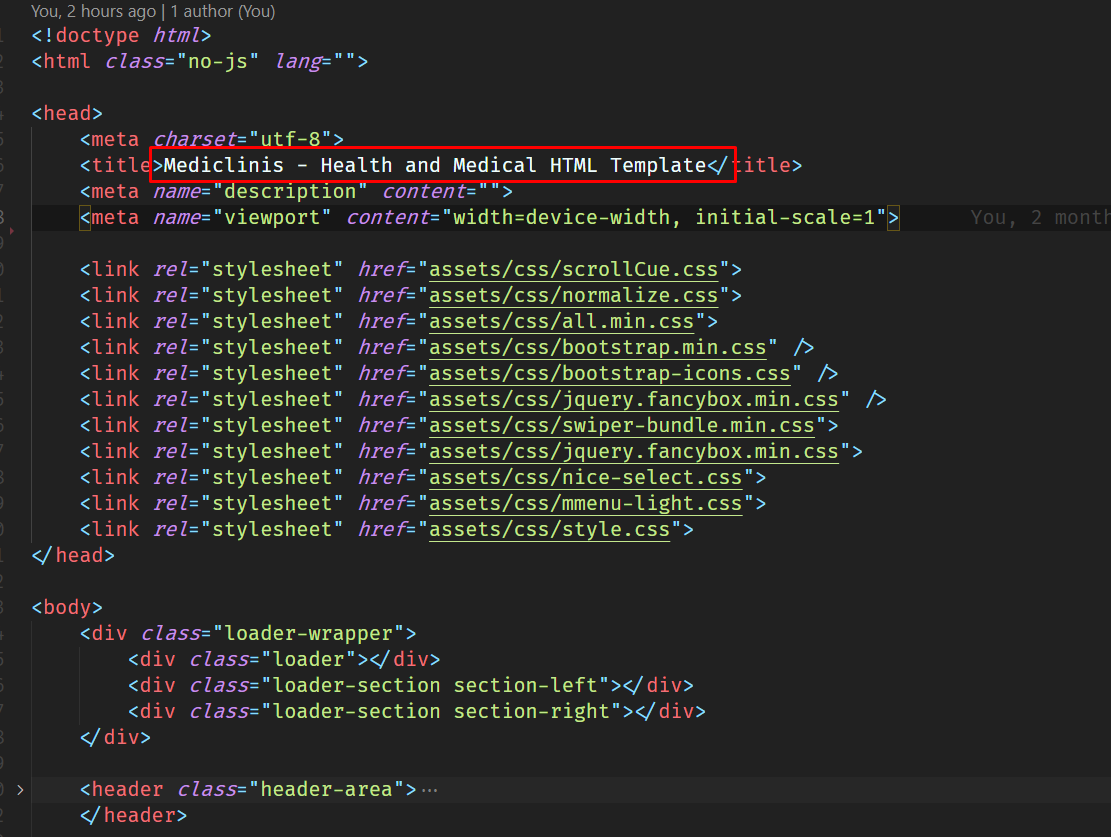 You, 2 hours ago | 1 author (You)
<!doctype html>
<html class="no-js" lang="">
<head>
<meta charset="utf-8">
<title>Mediclinis - Health and Medical HTML Template</title>
<meta name="description" content="">
<meta name="viewport" content="width=device-width, initial-scale=1"> You, 2 month
<link rel="stylesheet" href="assets/css/scrollCue.css">
<link rel="stylesheet" href="assets/css/normalize.css">
<link rel="stylesheet" href="assets/css/all.min.css">
<link rel="stylesheet" href="assets/css/bootstrap.min.css" />
<link rel="stylesheet" href="assets/css/bootstrap-icons.css" />
<link rel="stylesheet" href="assets/css/jquery.fancybox.min.css" />
<link rel="stylesheet" href="assets/css/swiper-bundle.min.css">
<link rel="stylesheet" href="assets/css/jquery.fancybox.min.css">
<link rel="stylesheet" href="assets/css/nice-select.css">
<link rel="stylesheet" href="assets/css/mmenu-light.css">
<link rel="stylesheet" href="assets/css/style.css">
</head>
<body>
<div class="loader-wrapper">
<div class="loader"></div>
<div class="loader-section section-left"></div>
<div class="loader-section section-right"></div>
</div>
<header class="header-area">···
</header>